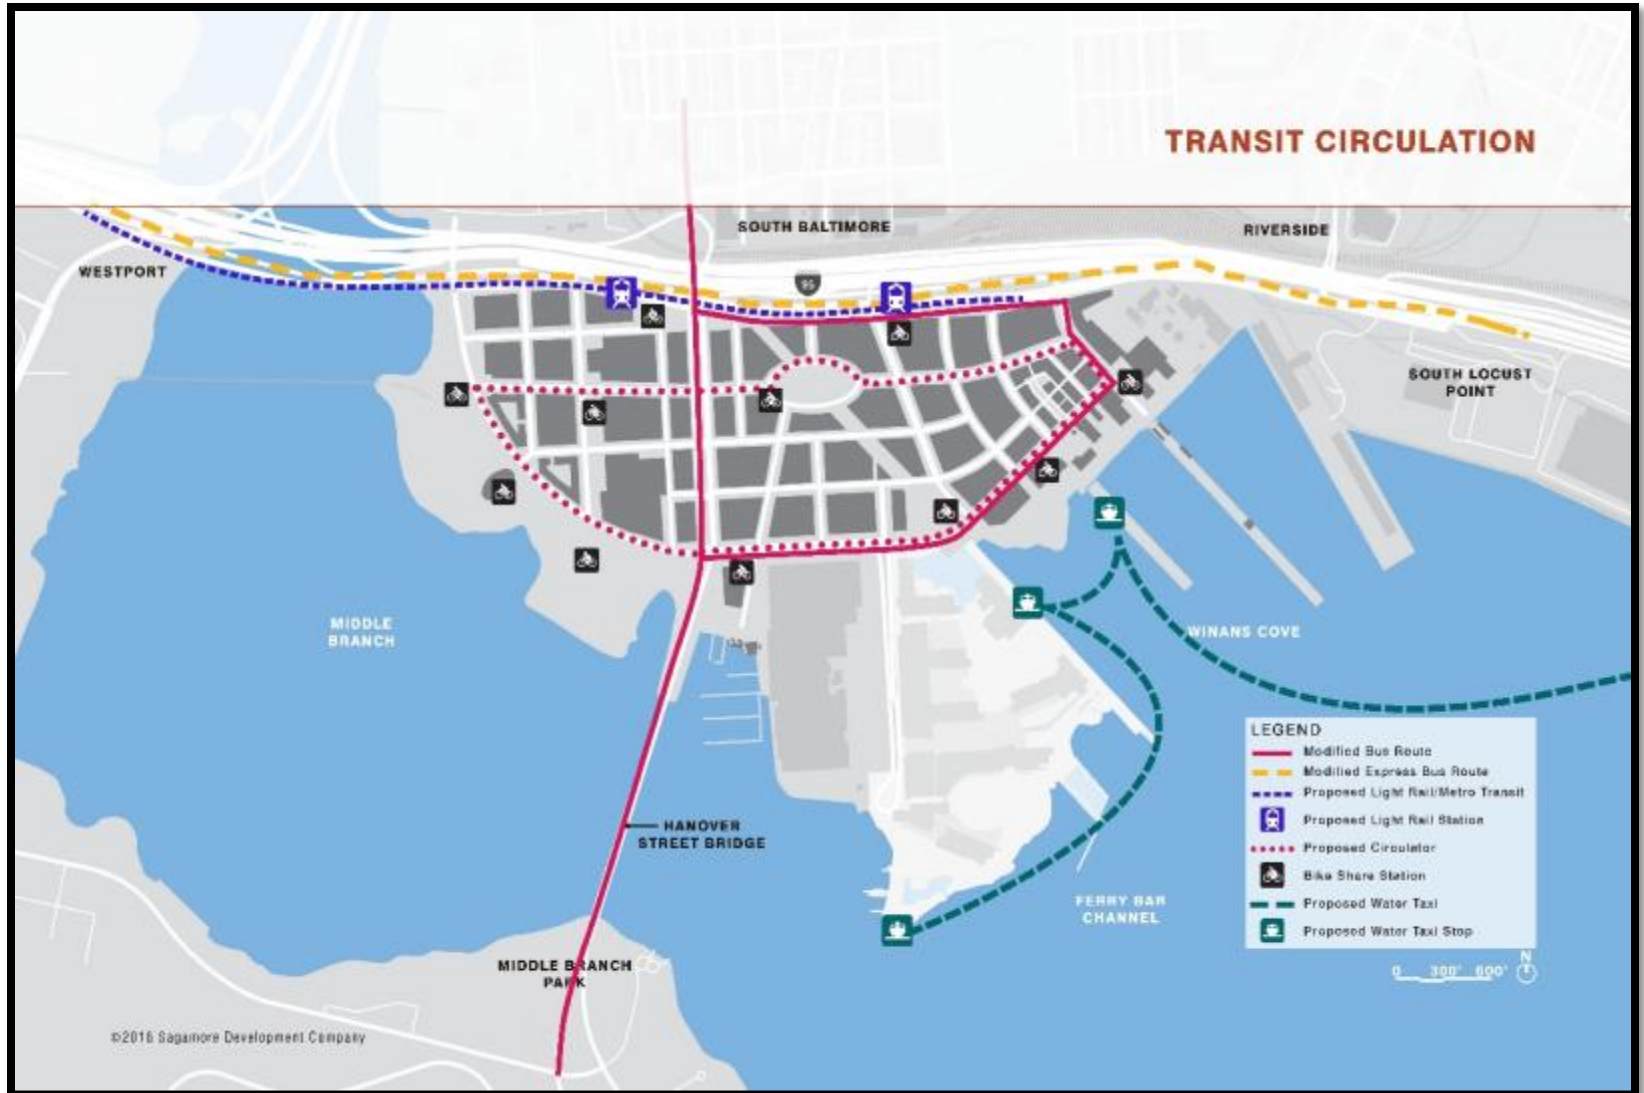 TRANSIT CIRCULATION
SOUTH BALTIMORE
RIVERSIDE
WESTPORT
95
SOUTH LOCUST
POINT
MIDDLE
BRANCH
WINANS COVE
LEGEND
Modified Bus Route
Modified Express Bus Route
Proposed Light Rail/Metro Transit
Proposed Light Rail Station
Proposed Circulator
Bike Share Station
Proposed Water Taxi
Proposed Water Taxi Stop
HANOVER
STREET BRIDGE
FERRY BAR
CHANNEL
MIDDLE BRANCH
PARK
N
0 300' 600'
©2016 Sagamore Development Company